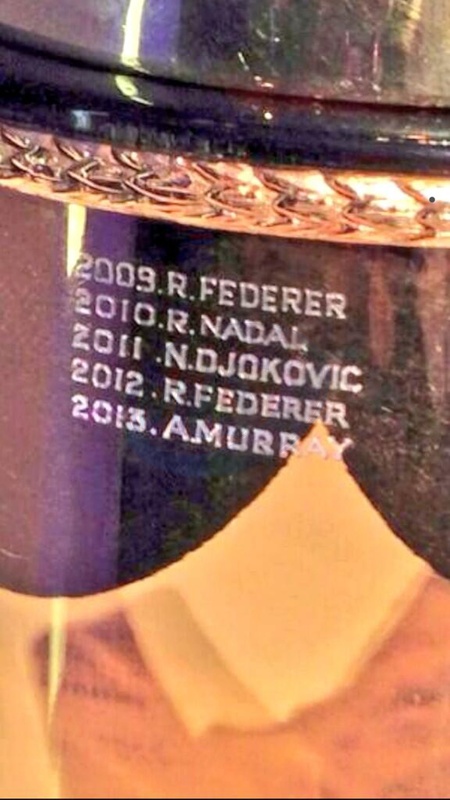 2009.R.FEDERER
2010.R.NADAL
2011.N.DJOKOVIC
2012.R.FEDERER
2013.A.MURRAY